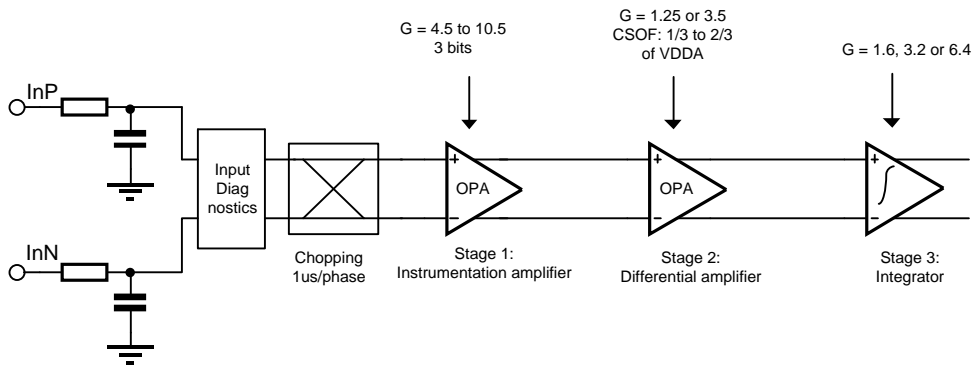 G = 4.5 to 10.5
3 bits
G = 1.25 or 3.5
CSOF: 1/3 to 2/3
of VDDA
G = 1.6, 3.2 or 6.4
InP
Input
Diag
nostics
+
OPA
−
+
OPA
−
+
−
InN
Chopping
1us/phase
Stage 1:
Instrumentation amplifier
Stage 2:
Differential amplifier
Stage 3:
Integrator